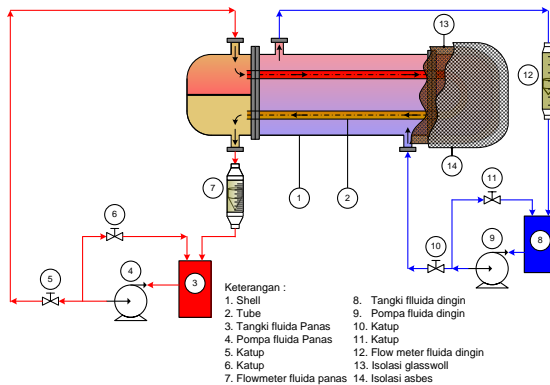 13
12
14
1
2
7
11
6
10
9
8
5
4
3
Keterangan :
1. Shell
2. Tube
3. Tangki fluida Panas
4. Pompa fluida Panas
5. Katup
6. Katup
7. Flowmeter fluida panas
8. Tangki flluida dingin
9. Pompa fluida dingin
10. Katup
11. Katup
12. Flow meter fluida dingin
13. Isolasi glasswoll
14. Isolasi asbes